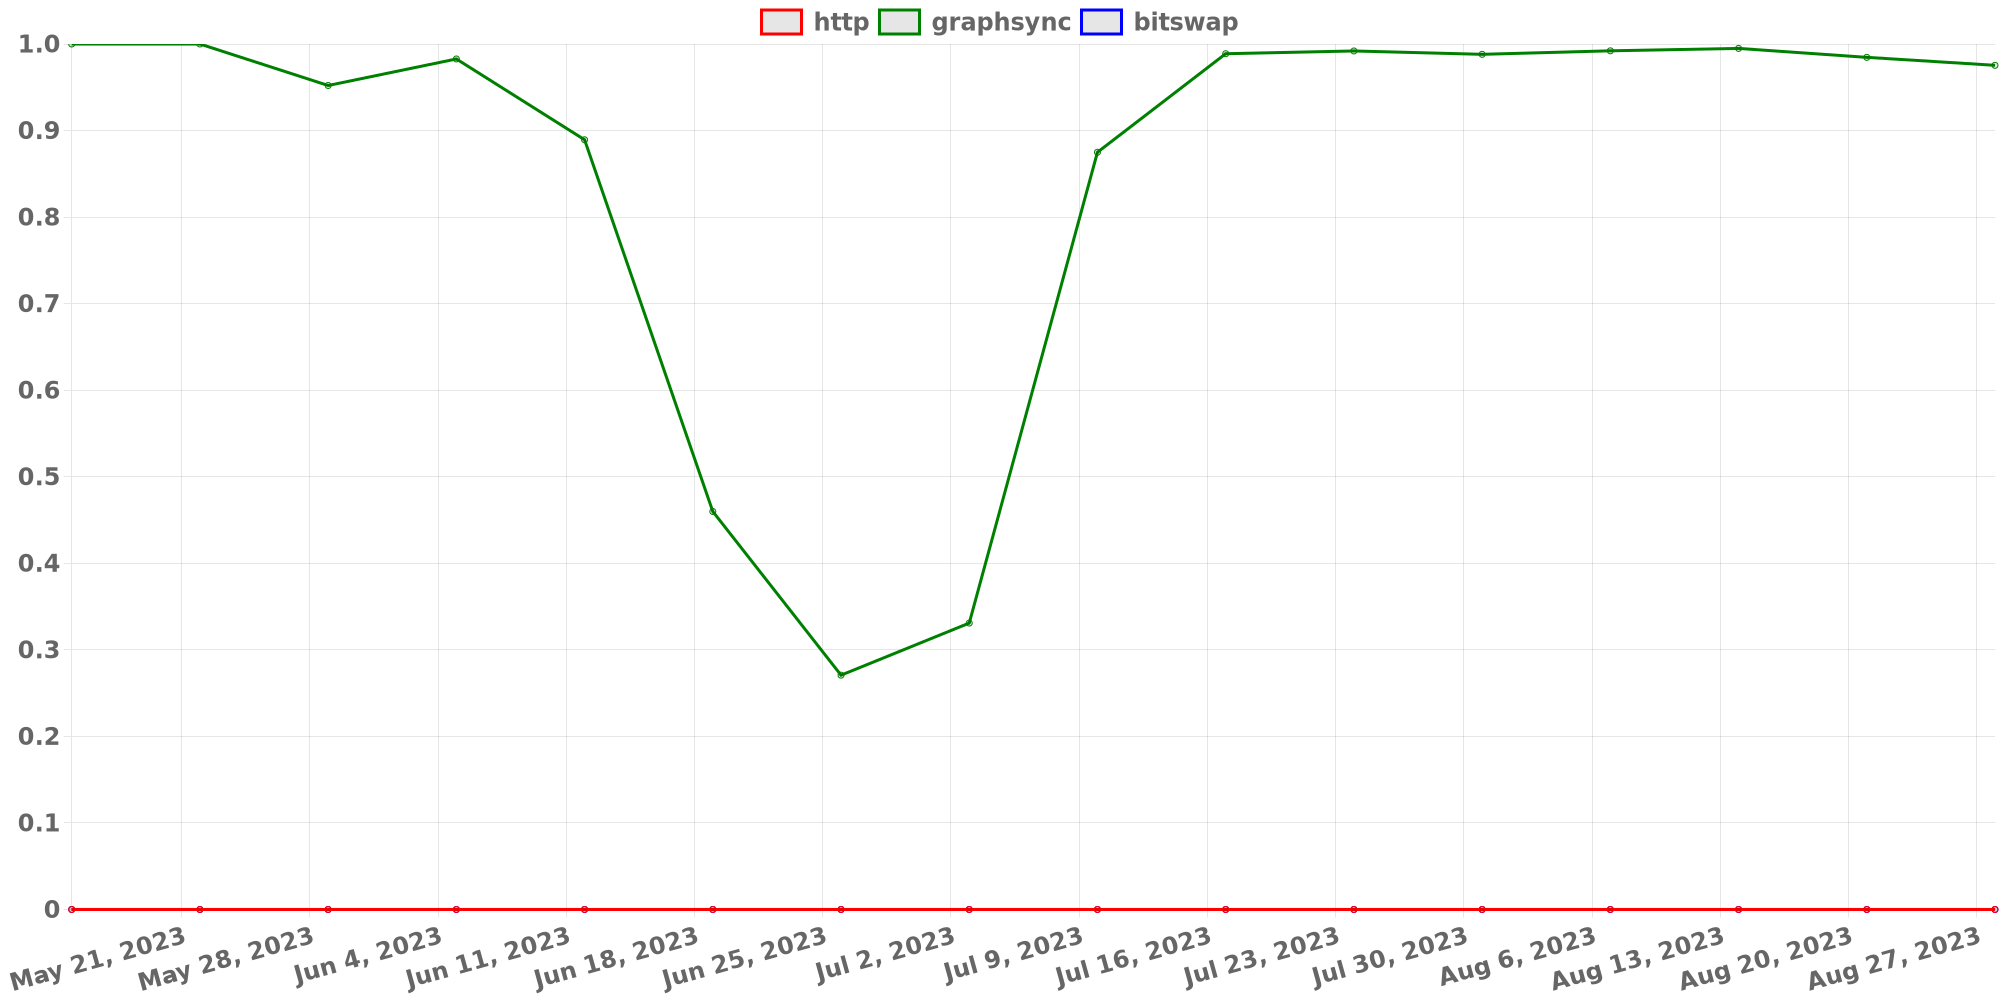 http graphsync bitswap
1.0
0.9
0.8
0.7
0.6
0.5
0.4
0.3
0.2
0.1
0
May 21, 2023
May 28, 2023
Jun 4, 2023
Jun 11, 2023
Jun 18, 2023
Jun 25, 2023
Jul 2, 2023
Jul 9, 2023
Jul 16, 2023
Jul 23, 2023
Jul 30, 2023
Aug 6, 2023
Aug 13, 2023
Aug 20, 2023
Aug 27, 2023